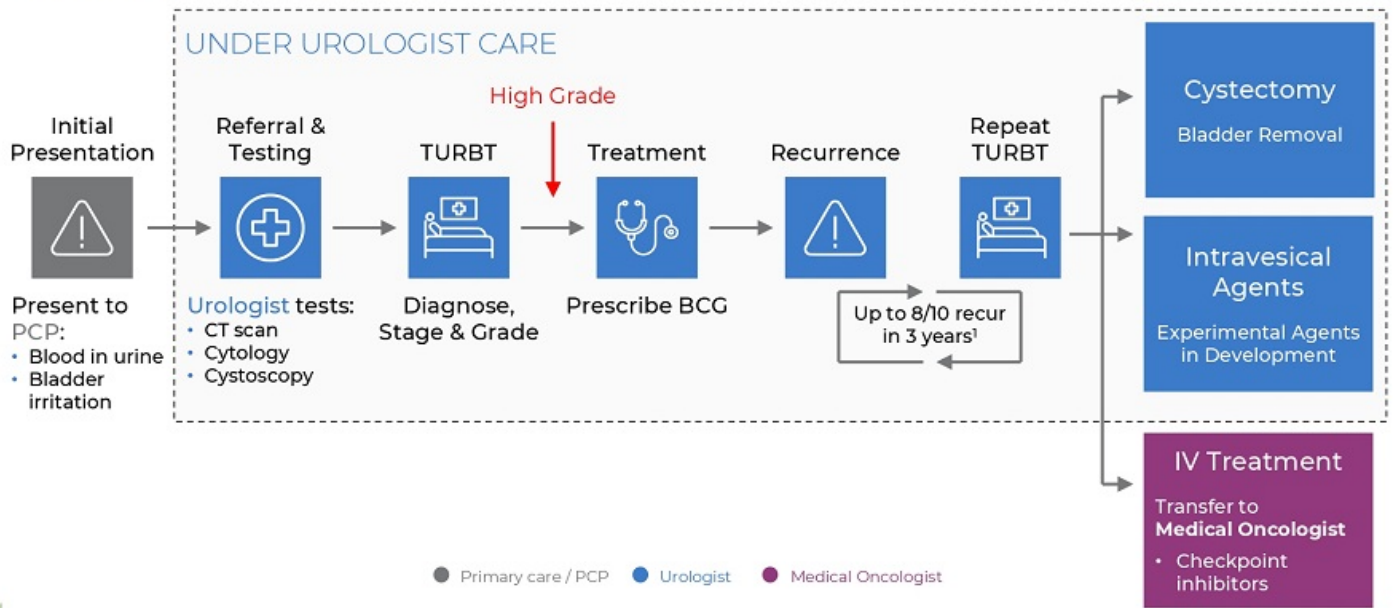 UNDER UROLOGIST CARE
High Grade
Initial
Presentation
Referral &
Testing
TURBT
Treatment
Recurrence
Repeat
TURBT
Present to
PCP:
• Blood in urine
• Bladder
irritation
Urologist tests:
• CT scan
• Cytology
• Cystoscopy
Diagnose,
Stage & Grade
Prescribe BCG
Up to 8/10 recur
in 3 years¹
Cystectomy
Bladder Removal
Intravesical
Agents
Experimental Agents
in Development
IV Treatment
Transfer to
Medical Oncologist
• Checkpoint
inhibitors
Primary care / PCP
Urologist
Medical Oncologist